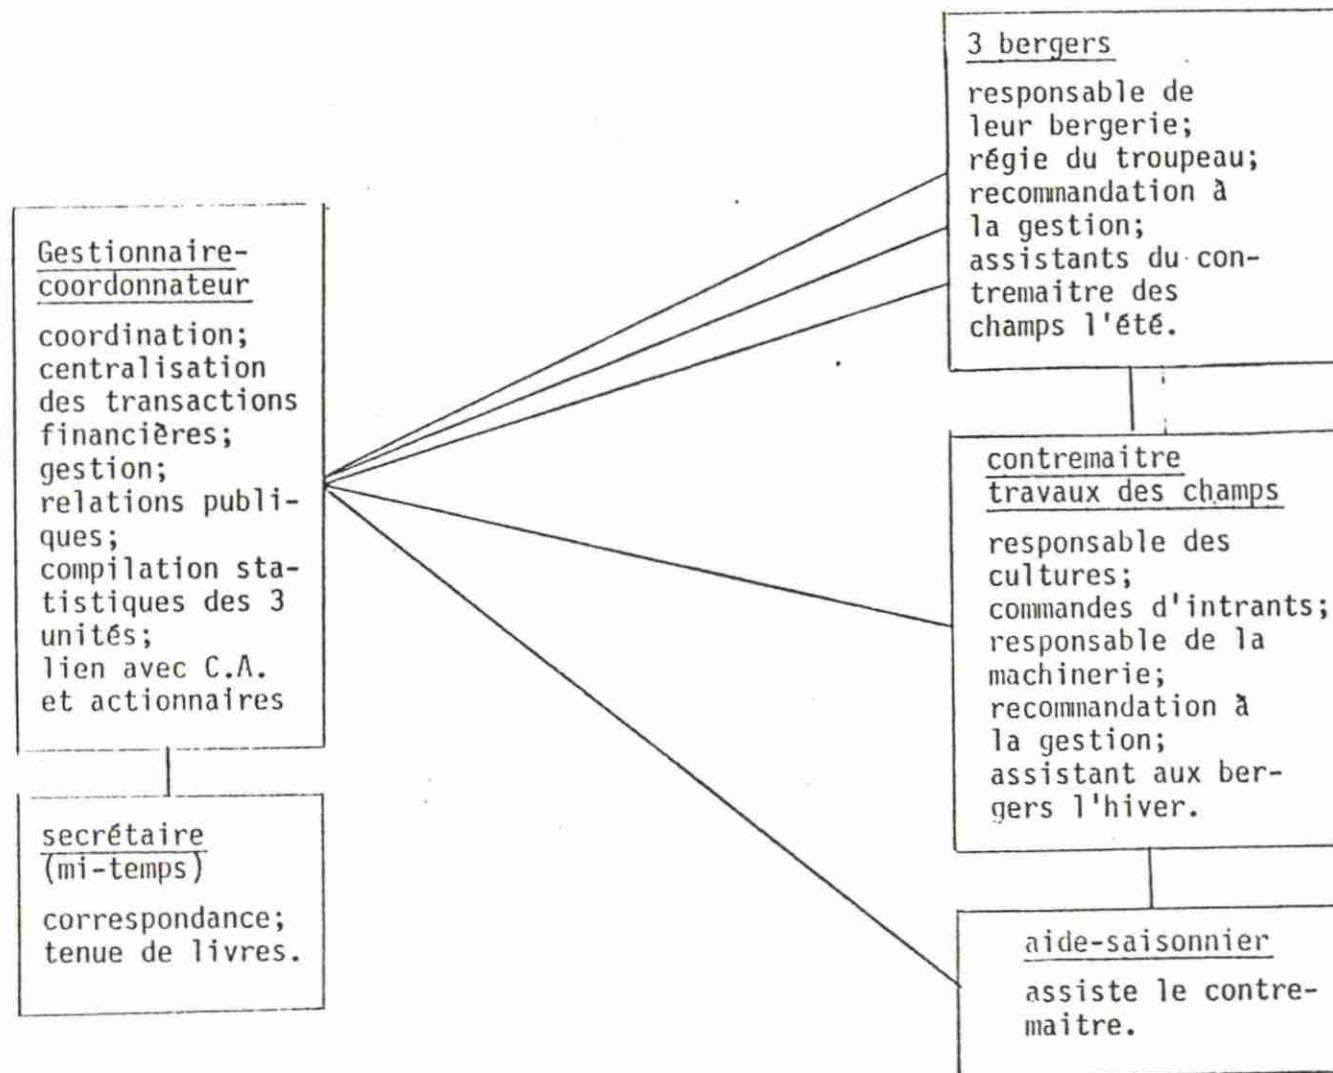 Gestionnaire-
coordonnateur
coordination;
centralisation
des transactions
financières;
gestion;
relations publi-
ques;
compilation sta-
tistiques des 3
unités;
lien avec C.A.
et actionnaires
secrétaire
(mi-temps)
correspondance;
tenue de livres.
3 bergers
responsable de
leur bergerie;
régie du troupeau;
recommandation à
la gestion;
assistants du con-
tremaitre des
champs l'été.
contremaitre
travaux des champs
responsable des
cultures;
commandes d'intrants;
responsable de la
machinerie;
recommandation à
la gestion;
assistant aux ber-
gers l'hiver.
aide-saisonnier
assiste le contre-
maitre.